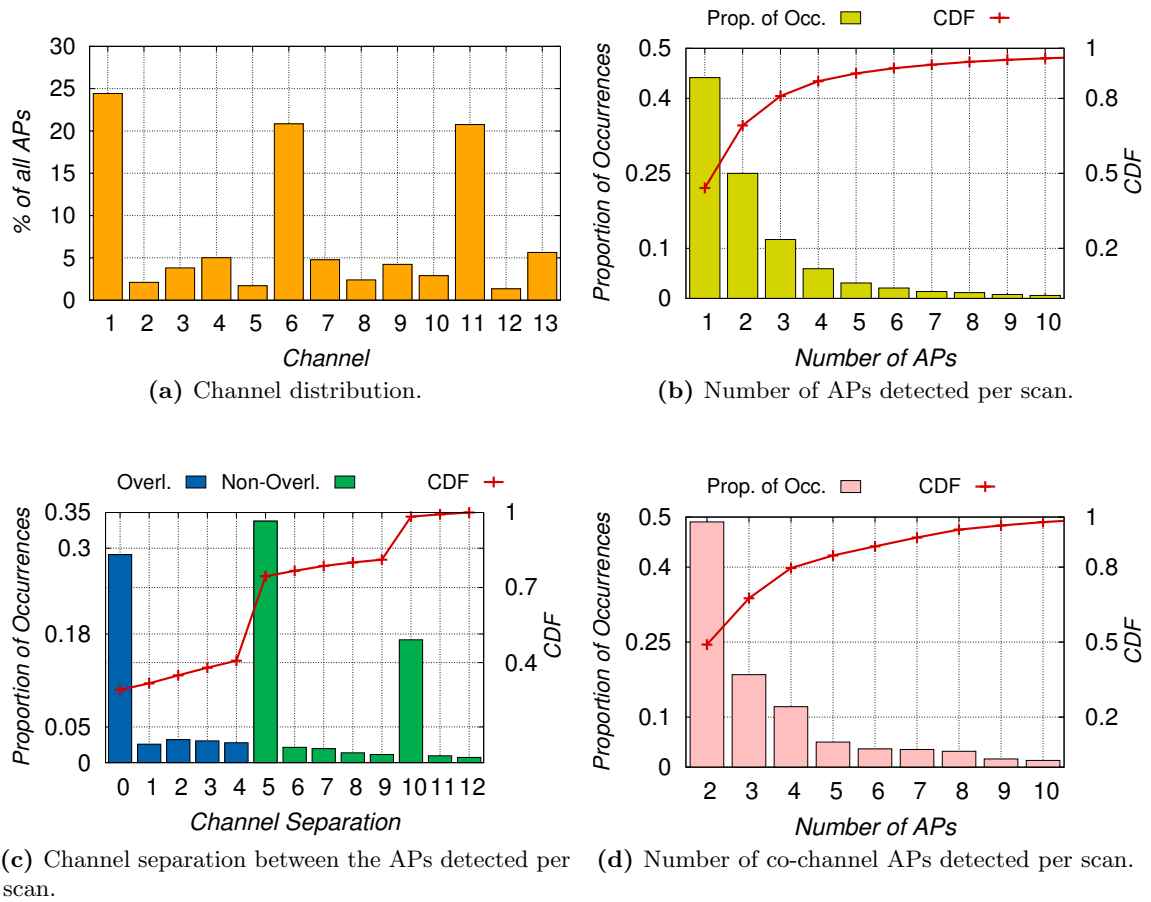 % of all APs
30
25
20
15
10
5
0
1 2 3 4 5 6 7 8 9 10 11 12 13
Channel
(a) Channel distribution.
Prop. of Occ. CDF
Proportion of Occurrences
0.5
0.4
0.25
0.1
0
1
0.8
0.5
0.2
CDF
1 2 3 4 5 6 7 8 9 10
Number of APs
(b) Number of APs detected per scan.
Overl. Non-Overl. CDF
Proportion of Occurrences
0.35
0.3
0.18
0.05
0
1
0.7
0.4
CDF
0 1 2 3 4 5 6 7 8 9 10 11 12
Channel Separation
(c) Channel separation between the APs detected per
scan.
Prop. of Occ. CDF
Proportion of Occurrences
0.5
0.4
0.25
0.1
0
1
0.8
0.5
0.2
CDF
2 3 4 5 6 7 8 9 10
Number of APs
(d) Number of co-channel APs detected per scan.